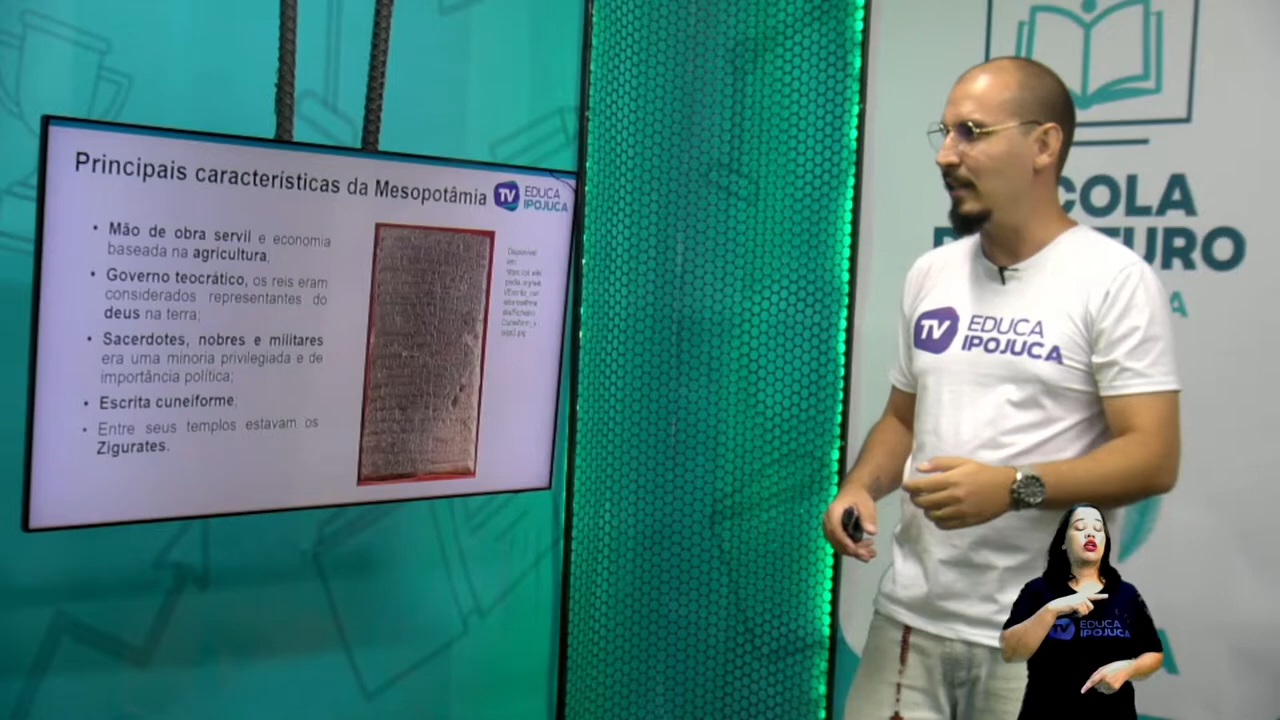 Principais características da Mesopotâmia
TV EDUCA
IPOJUCA
• Mão de obra servil e economia
baseada na agricultura,
• Governo teocrático, os reis eram
considerados representantes do
deus na terra;
• Sacerdotes, nobres e militares
era uma minoria privilegiada e de
importância política;
• Escrita cuneiforme,
• Entre seus templos estavam os
Zigurates.
Disponível
em:
COLA
TURO
A
TV EDUCA
IPOJUCA
TV EDUCA
IPOJUCA
A